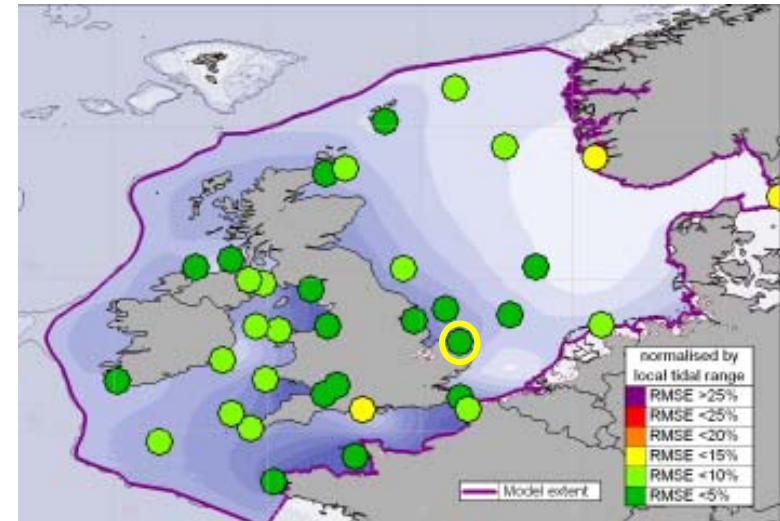 normalised by
local tidal range
RMSE >25%
RMSE <25%
RMSE <20%
RMSE <15%
RMSE <10%
RMSE <5%
Model extent